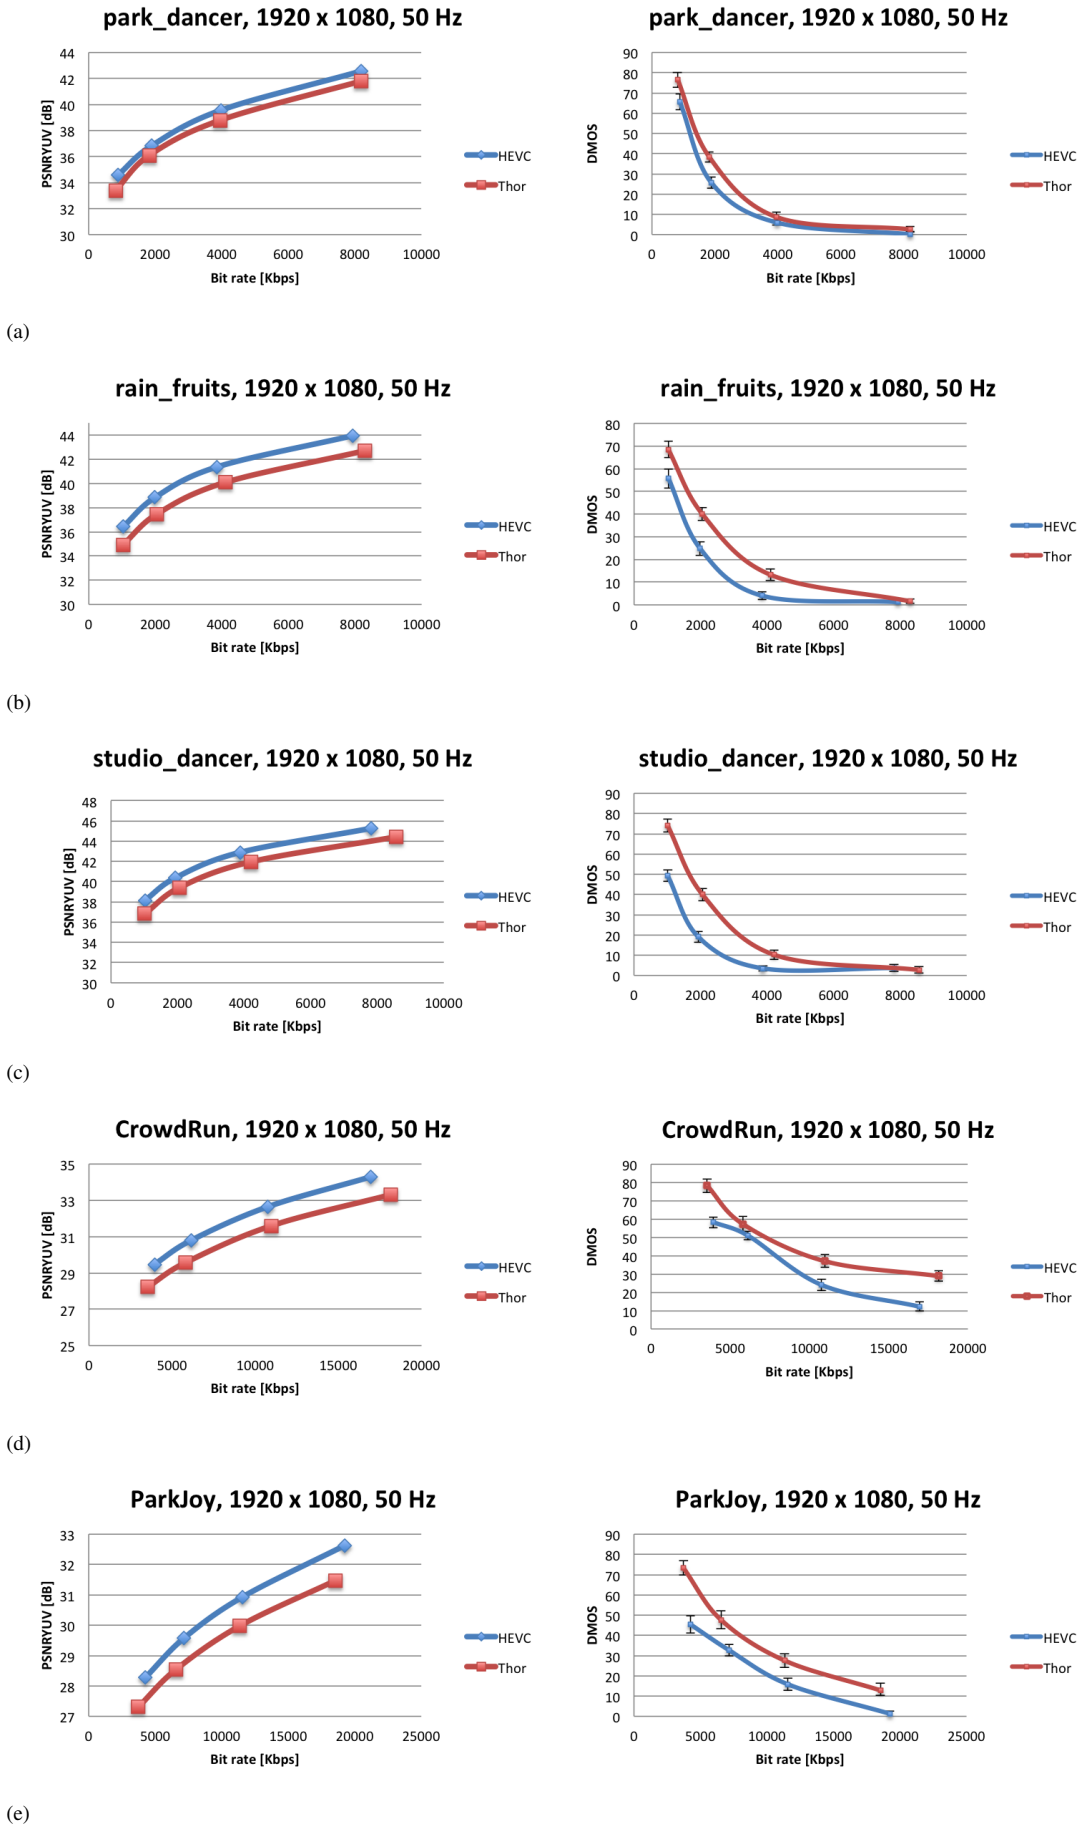 park_dancer, 1920 x 1080, 50 Hz
PSNRYUV [dB]
44
42
40
38
36
34
32
30
0 2000 4000 6000 8000 10000
Bit rate [Kbps]
HEVC
Thor
park_dancer, 1920 x 1080, 50 Hz
DMOS
90
80
70
60
50
40
30
20
10
0
0 2000 4000 6000 8000 10000
Bit rate [Kbps]
HEVC
Thor
(a)
rain_fruits, 1920 x 1080, 50 Hz
PSNRYUV [dB]
44
42
40
38
36
34
32
30
0 2000 4000 6000 8000 10000
Bit rate [Kbps]
HEVC
Thor
rain_fruits, 1920 x 1080, 50 Hz
DMOS
80
70
60
50
40
30
20
10
0
0 2000 4000 6000 8000 10000
Bit rate [Kbps]
HEVC
Thor
(b)
studio_dancer, 1920 x 1080, 50 Hz
PSNRYUV [dB]
48
46
44
42
40
38
36
34
32
30
0 2000 4000 6000 8000 10000
Bit rate [Kbps]
HEVC
Thor
studio_dancer, 1920 x 1080, 50 Hz
DMOS
90
80
70
60
50
40
30
20
10
0
0 2000 4000 6000 8000 10000
Bit rate [Kbps]
HEVC
Thor
(c)
CrowdRun, 1920 x 1080, 50 Hz
PSNRYUV [dB]
35
33
31
29
27
25
0 5000 10000 15000 20000
Bit rate [Kbps]
HEVC
Thor
CrowdRun, 1920 x 1080, 50 Hz
DMOS
90
80
70
60
50
40
30
20
10
0
0 5000 10000 15000 20000
Bit rate [Kbps]
HEVC
Thor
(d)
ParkJoy, 1920 x 1080, 50 Hz
PSNRYUV [dB]
33
32
31
30
29
28
27
0 5000 10000 15000 20000 25000
Bit rate [Kbps]
HEVC
Thor
ParkJoy, 1920 x 1080, 50 Hz
DMOS
90
80
70
60
50
40
30
20
10
0
0 5000 10000 15000 20000 25000
Bit rate [Kbps]
HEVC
Thor
(e)